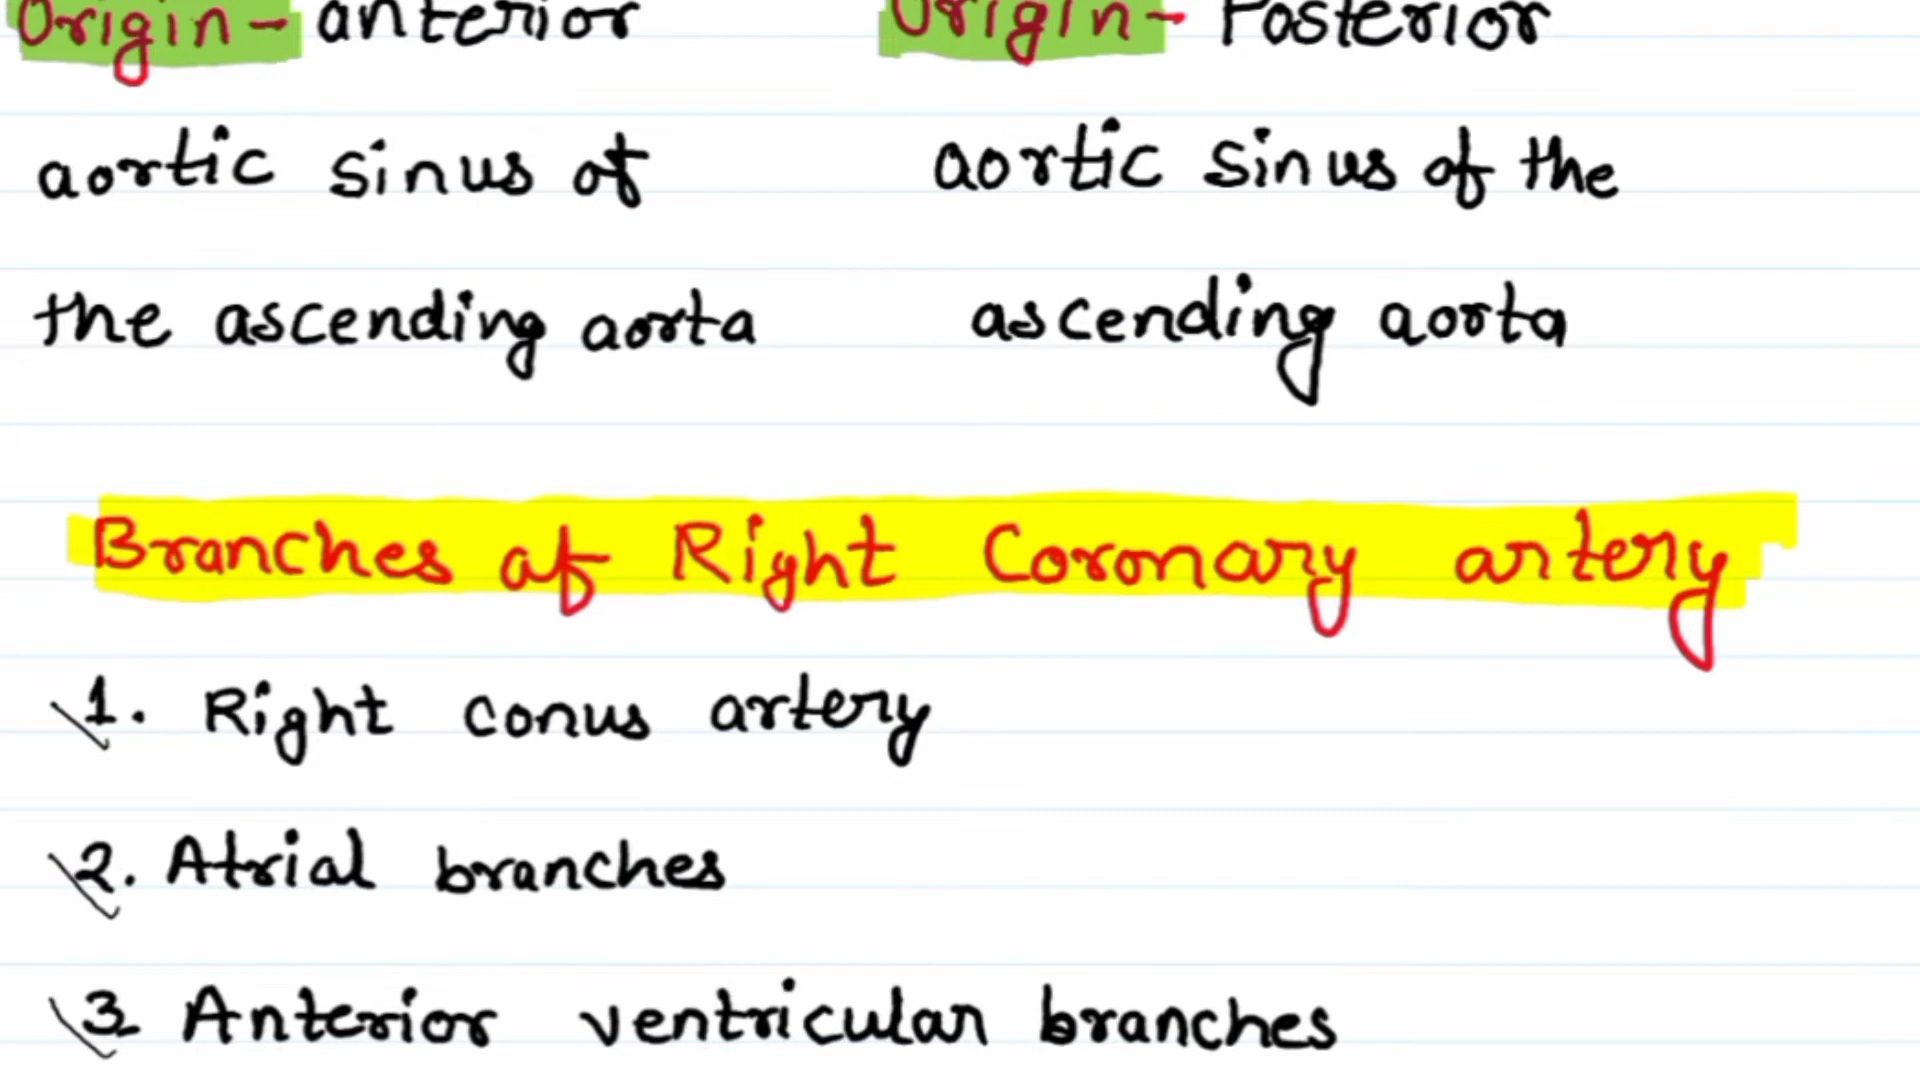 Origin- anterior
aortic sinus of
the ascending aorta
Origin- Posterior
aortic sinus of the
ascending aorta
Branches of Right Coronary artery
1. Right conus artery
2. Atrial branches
3 Anterior ventricular branches